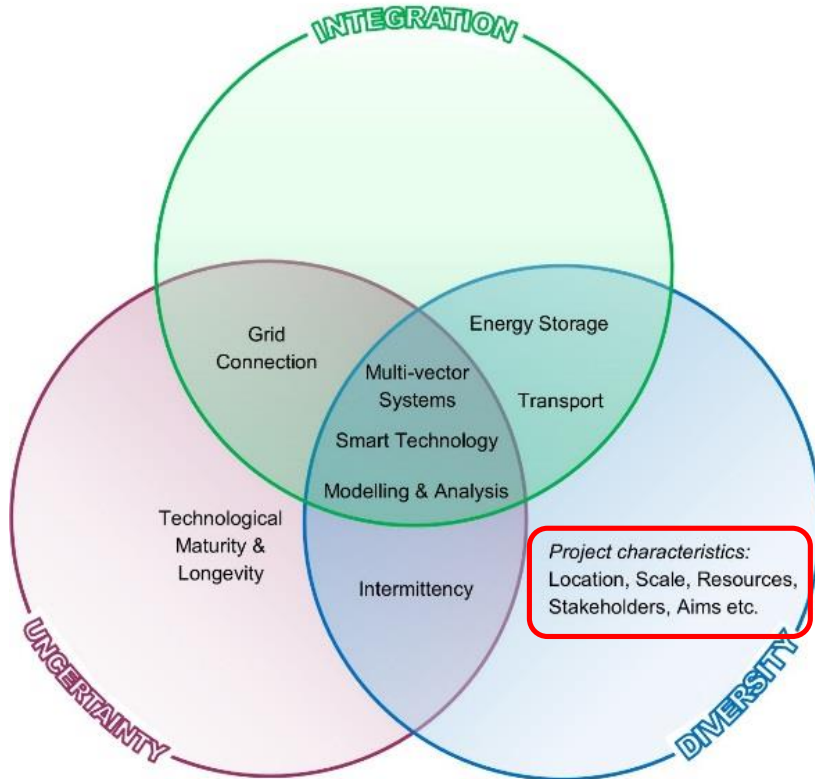 INTEGRATION
Grid
Connection
Energy Storage
Multi-vector
Systems
Transport
Smart Technology
Modelling & Analysis
Technological
Maturity &
Longevity
Intermittency
Project characteristics:
Location, Scale, Resources,
Stakeholders, Aims etc.
UNCERTAINTY
DIVERSITY